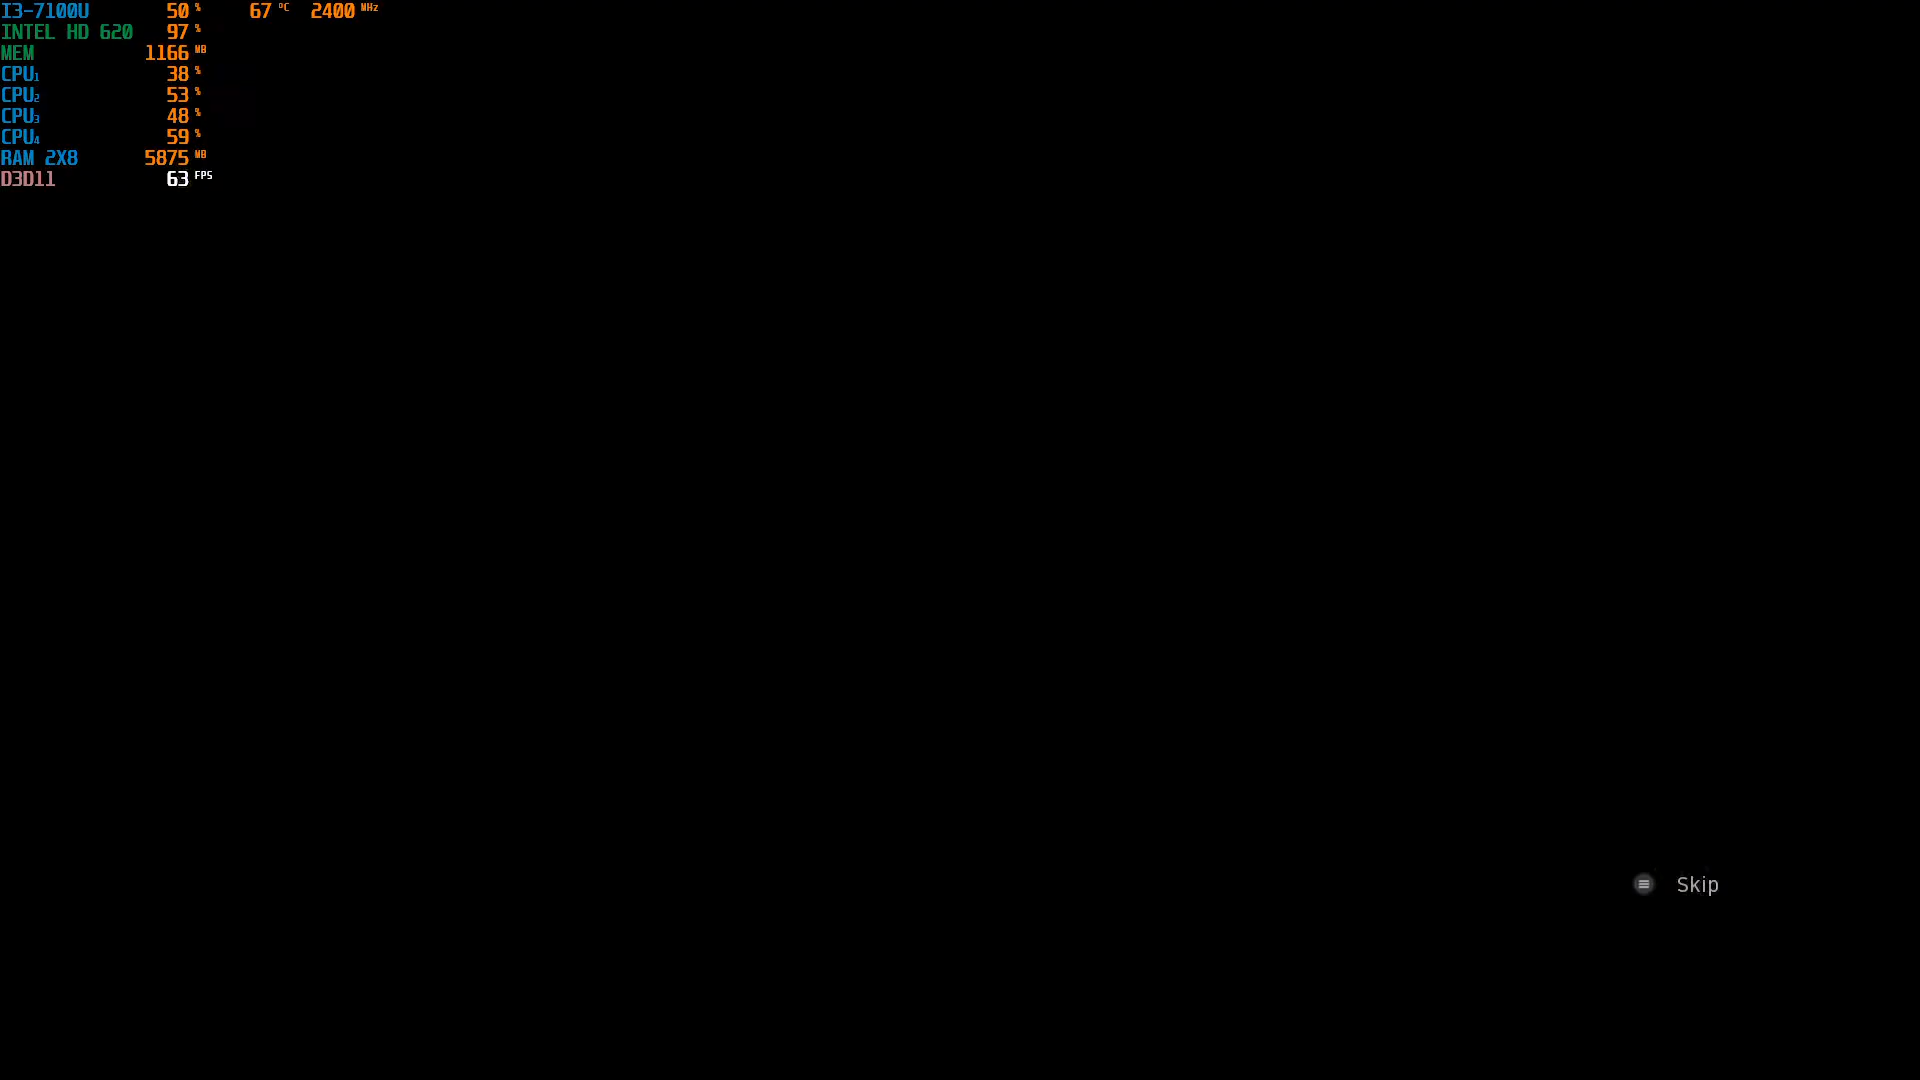 I3-7100U 50 % 67 °C 2400 MHz
INTEL HD 620 97 %
MEM 1166 MB
CPU1 38 %
CPU2 53 %
CPU3 48 %
CPU4 59 %
RAM 2X8 5875 MB
D3D11 63 FPS
Skip